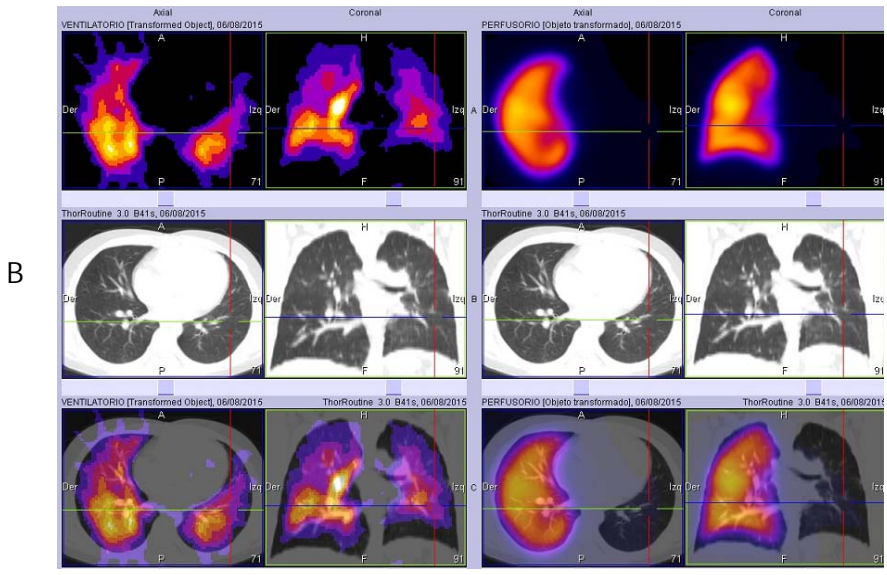 Axial Coronal Axial Coronal
VENTILATORIO [Transformed Object], 06/08/2015 PERFUSORIO [Objeto transformado], 06/08/2015
A H A H
Der Izq Der Izq A Der Izq Der Izq
P 71 F 91 P 71 F 91
ThorRoutine 3.0 B41s, 06/08/2015 ThorRoutine 3.0 B41s, 06/08/2015
A H A H
B
Der Izq Der Izq B Der Izq Der Izq
P 71 F 91 P 71 F 91
VENTILATORIO [Transformed Object], 06/08/2015 ThorRoutine 3.0 B41s, 06/08/2015 PERFUSORIO [Objeto transformado], 06/08/2015 ThorRoutine 3.0 B41s, 06/08/2015
A H A H
Der Izq Der Izq C Der Izq Der Izq
P 71 F 91 P 71 F 91